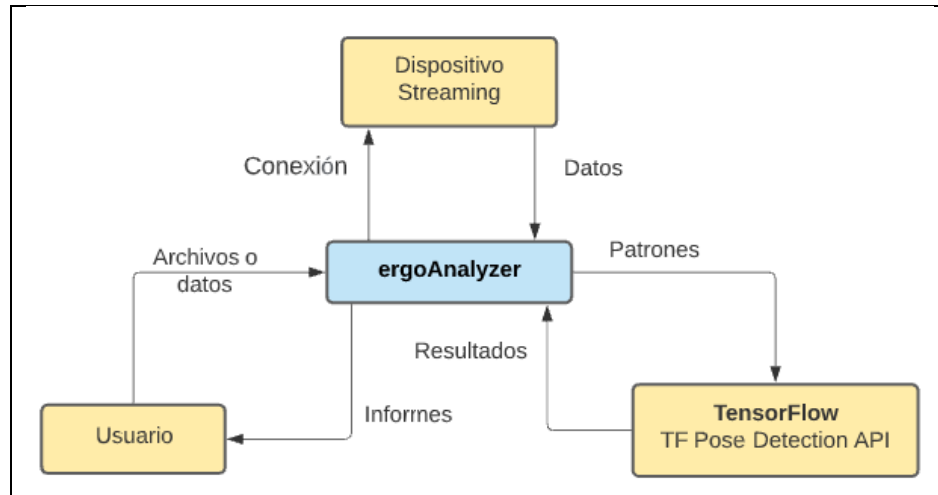 Dispositivo
Streaming
Conexión
Datos
Archivos o
datos
ergoAnalyzer
Patrones
Resultados
Informes
Usuario
TensorFlow
TF Pose Detection API